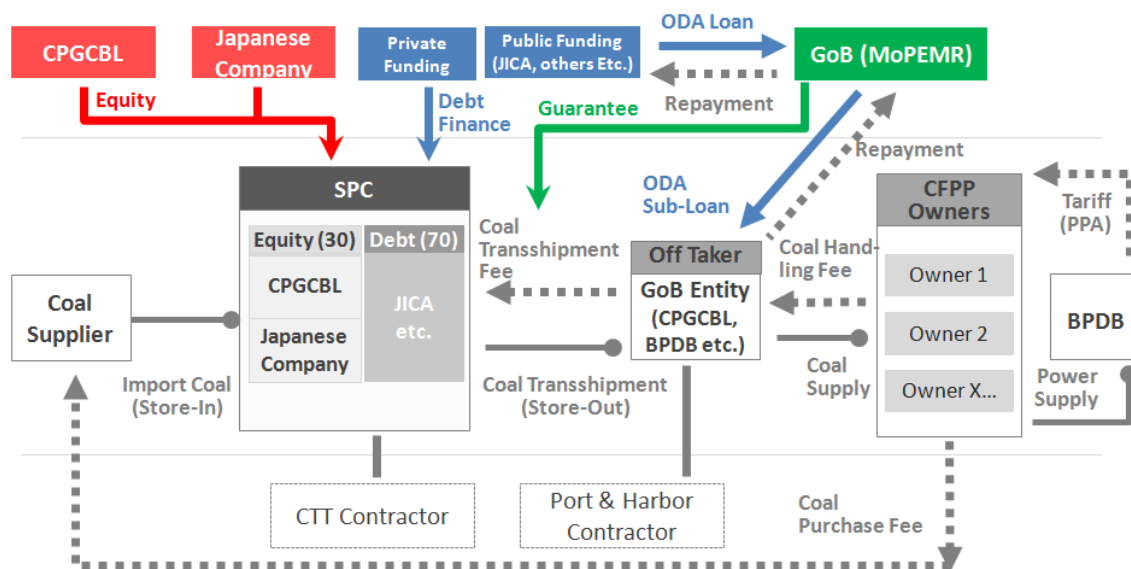 CPGCBL
Japanese
Company
Private
Funding
Public Funding
(JICA, others Etc.)
ODA Loan
Repayment
GoB (MoPEMR)
Equity
Debt
Finance
Guarantee
Repayment
ODA
Sub-Loan
SPC
Equity (30)
Debt (70)
CPGCBL
Japanese
Company
JICA
etc.
Coal
Transshipment
Fee
Off Taker
GoB Entity
(CPGCBL,
BPDB etc.)
Coal Hand-
ling Fee
CFPP
Owners
Owner 1
Owner 2
Owner X...
Tariff
(PPA)
BPDB
Coal
Supplier
Import Coal
(Store-In)
Coal Transshipment
(Store-Out)
Coal
Supply
Power
Supply
CTT Contractor
Port & Harbor
Contractor
Coal
Purchase Fee